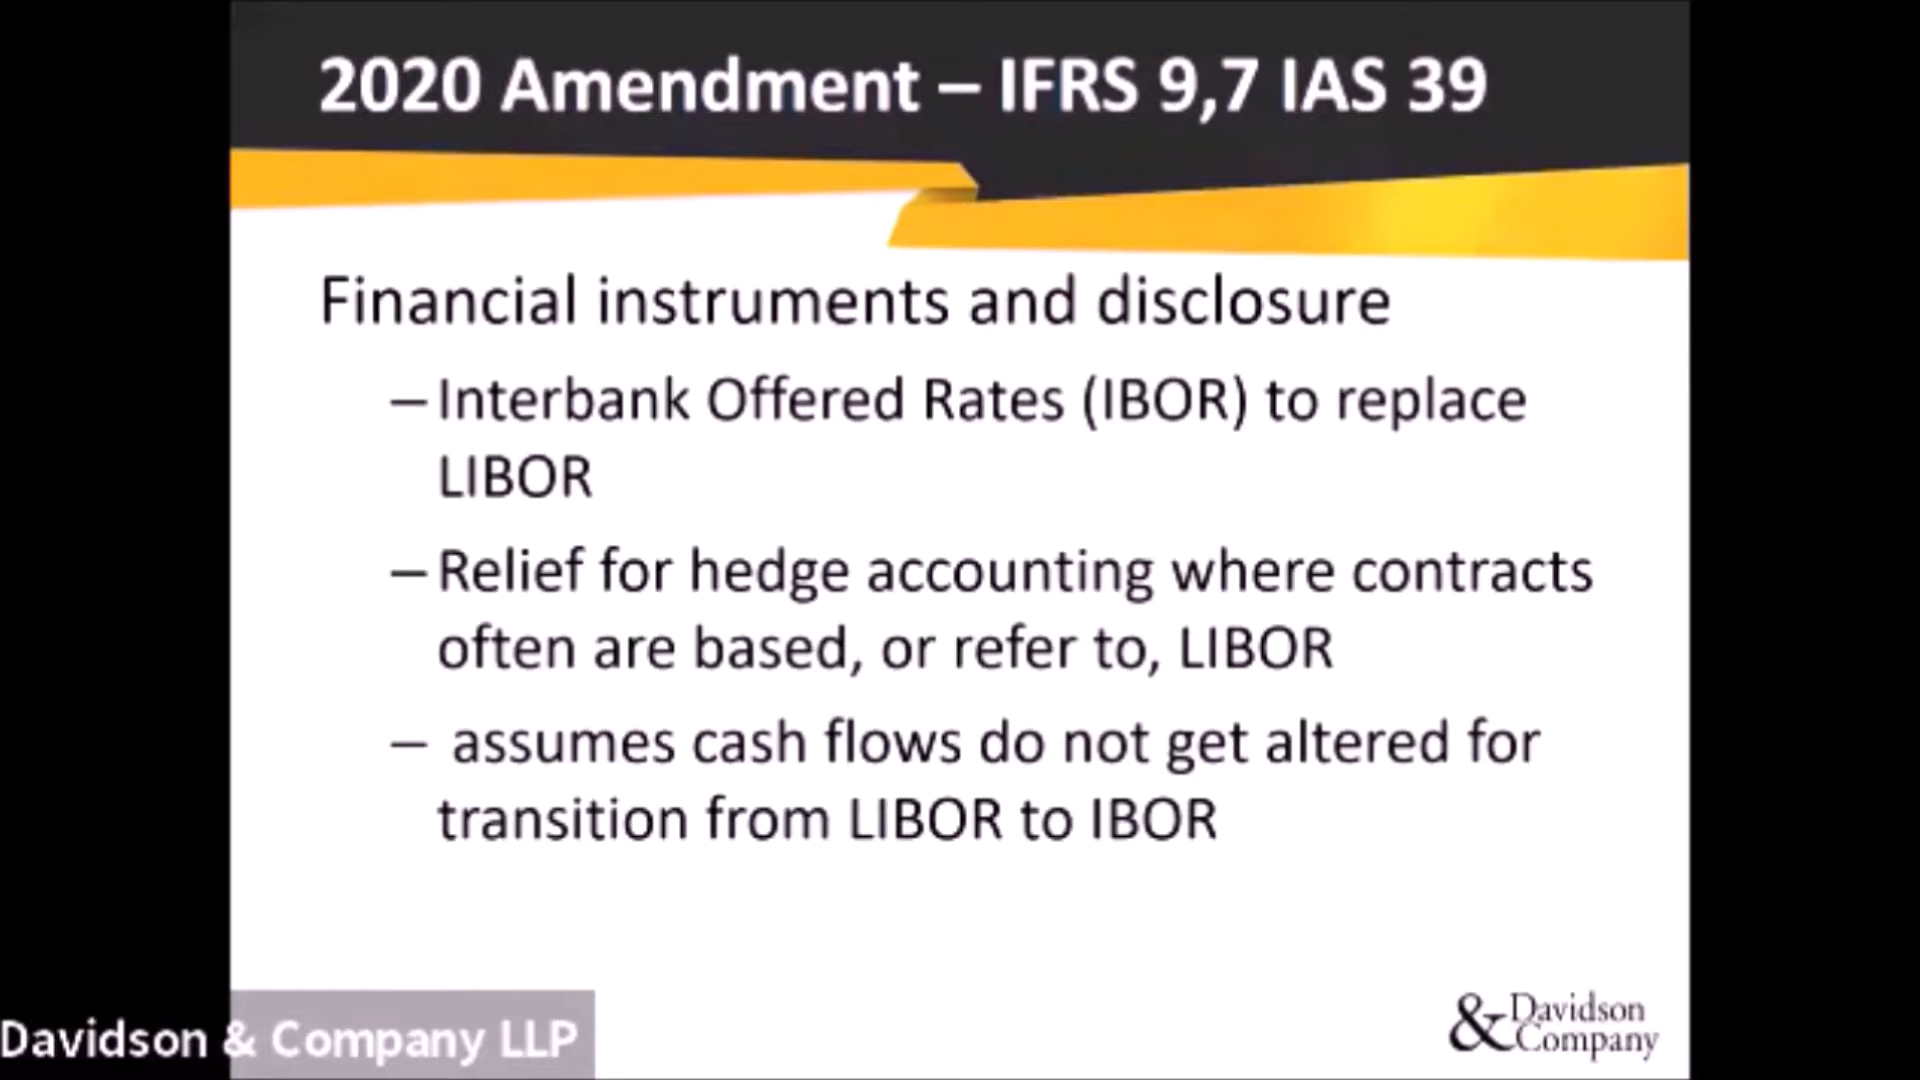 2020 Amendment – IFRS 9,7 IAS 39
Financial instruments and disclosure
– Interbank Offered Rates (IBOR) to replace
LIBOR
– Relief for hedge accounting where contracts
often are based, or refer to, LIBOR
– assumes cash flows do not get altered for
transition from LIBOR to IBOR
Davidson & Company LLP
& Davidson
Company